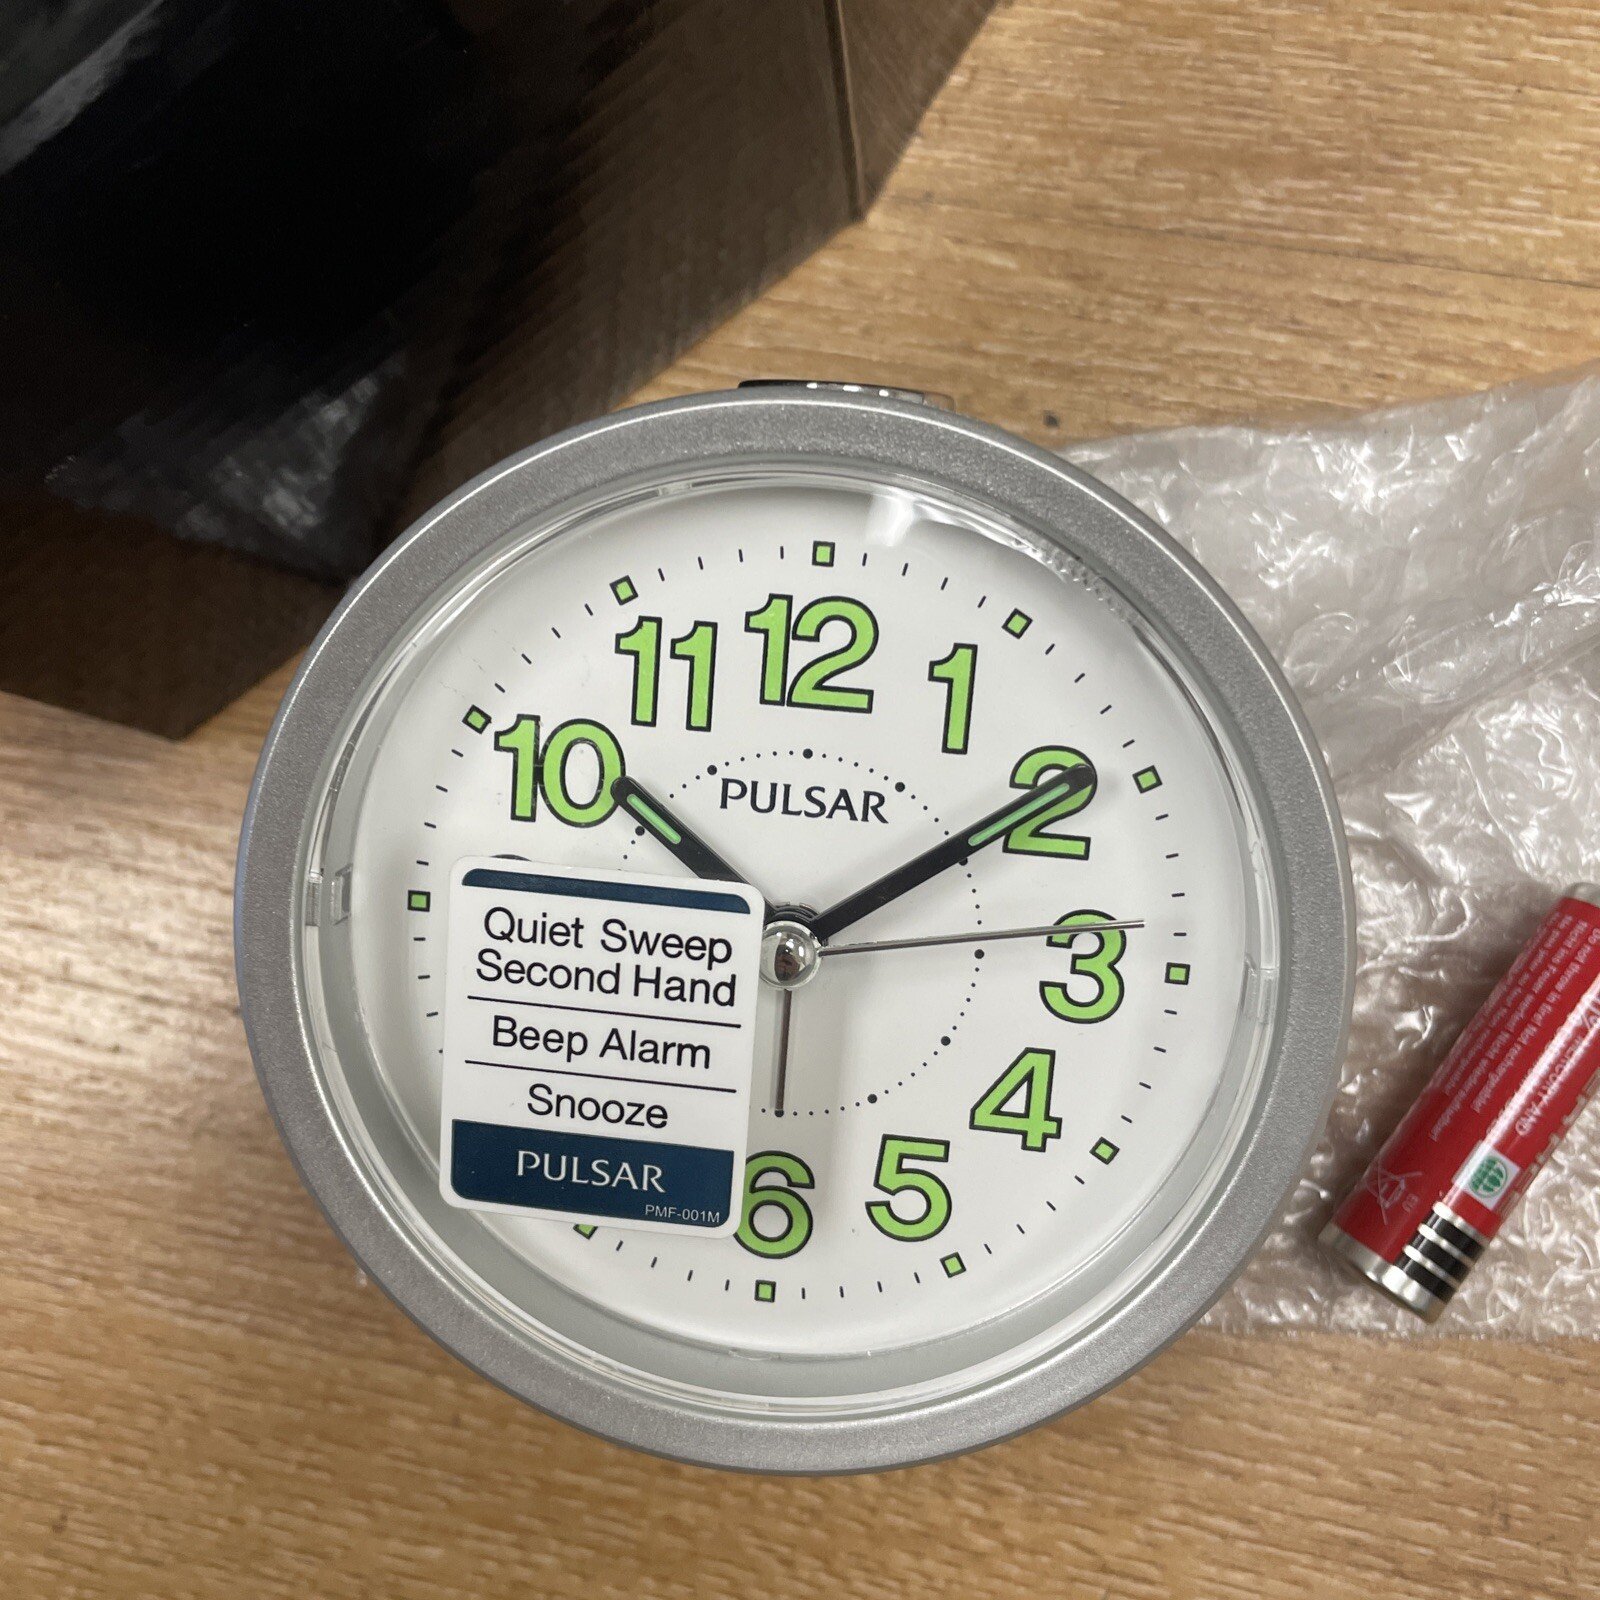 12
11
1
10
2
PULSAR
3
4
5
6
Quiet Sweep
Second Hand
Beep Alarm
Snooze
PULSAR
PMF-001M